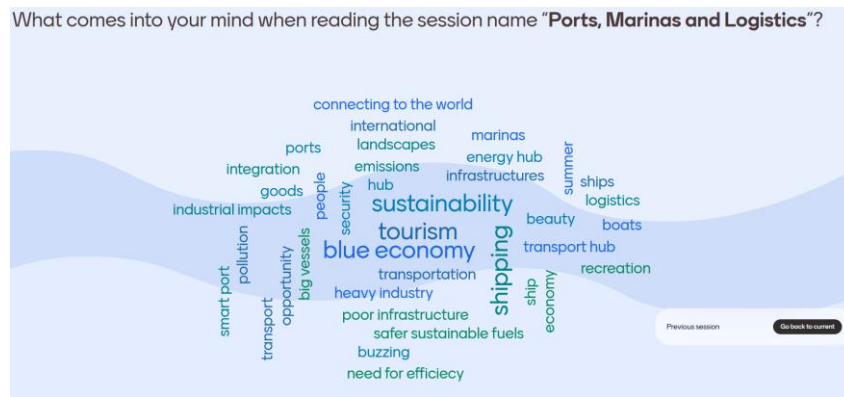 What comes into your mind when reading the session name "Ports, Marinas and Logistics"?
connecting to the world
international
marinas
ports
landscapes
energy hub
summer
integration
emissions
infrastructures
ships
goods
people
security
hub
logistics
industrial impacts
sustainability
beauty
boats
tourism
shipping
pollution
big vessels
blue economy
transport hub
smart port
opportunity
transportation
recreation
transport
heavy industry
ship
economy
poor infrastructure
safer sustainable fuels
buzzing
need for efficiecy
Previous session
Go back to current